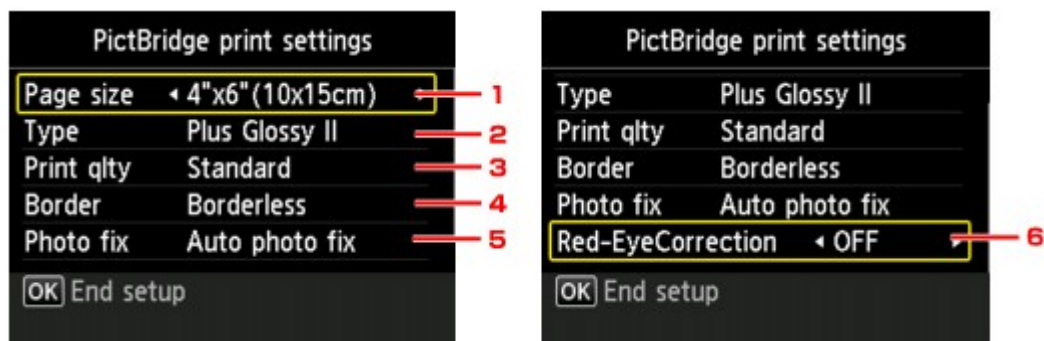 PictBridge print settings
Page size 4"x6"(10x15cm) 1
Type Plus Glossy II 2
Print qlty Standard 3
Border Borderless 4
Photo fix Auto photo fix 5
OK End setup
PictBridge print settings
Type Plus Glossy II
Print qlty Standard
Border Borderless
Photo fix Auto photo fix
Red-EyeCorrection OFF 6
OK End setup